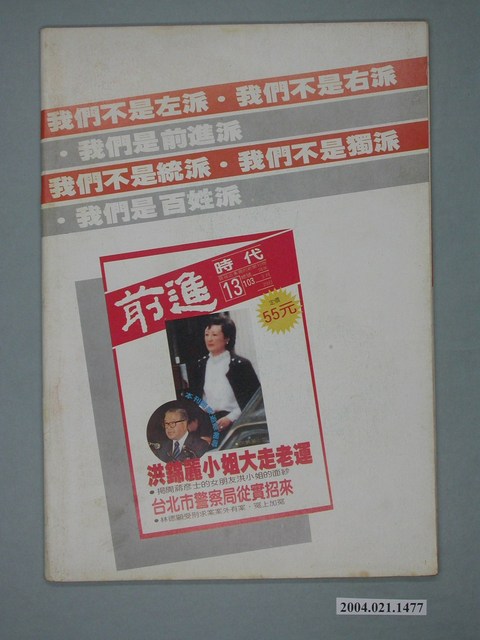 我們不是左派・我們不是右派
・我們是前進派
我們不是統派・我們不是獨派
・我們是百姓派
前進
時代
13
103
定價
55元
洪錦麗小姐大走老運
台北市警察局從實招來
2004.021.1477